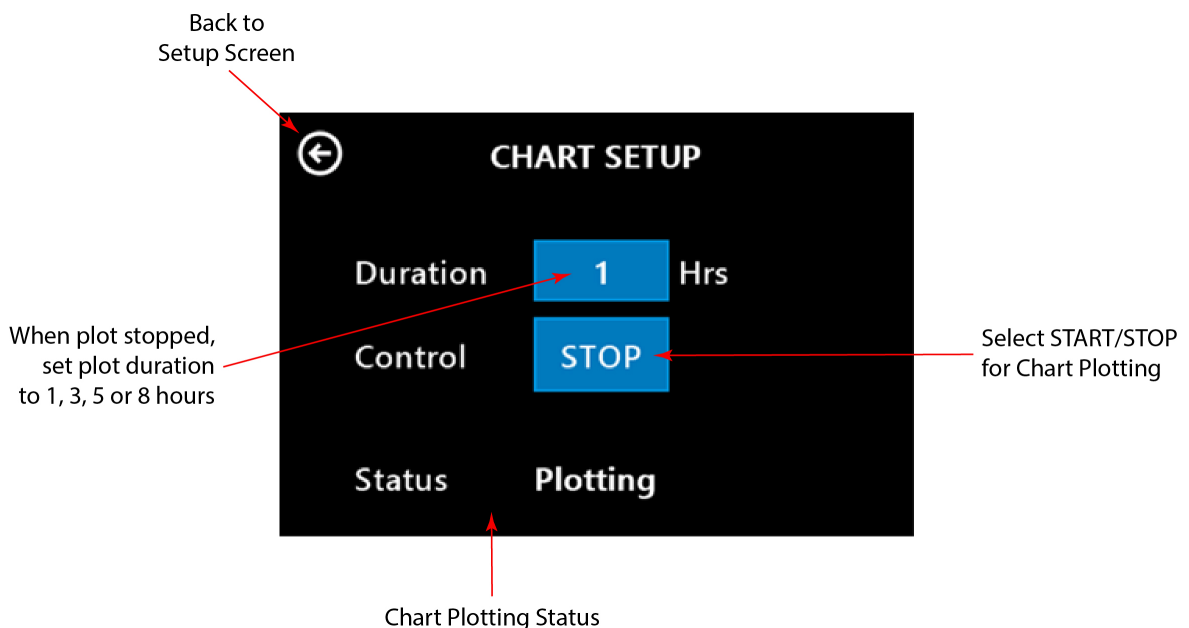 Back to
Setup Screen
CHART SETUP
Duration 1 Hrs
When plot stopped,
set plot duration
to 1, 3, 5 or 8 hours
Control STOP
Select START/STOP
for Chart Plotting
Status Plotting
Chart Plotting Status